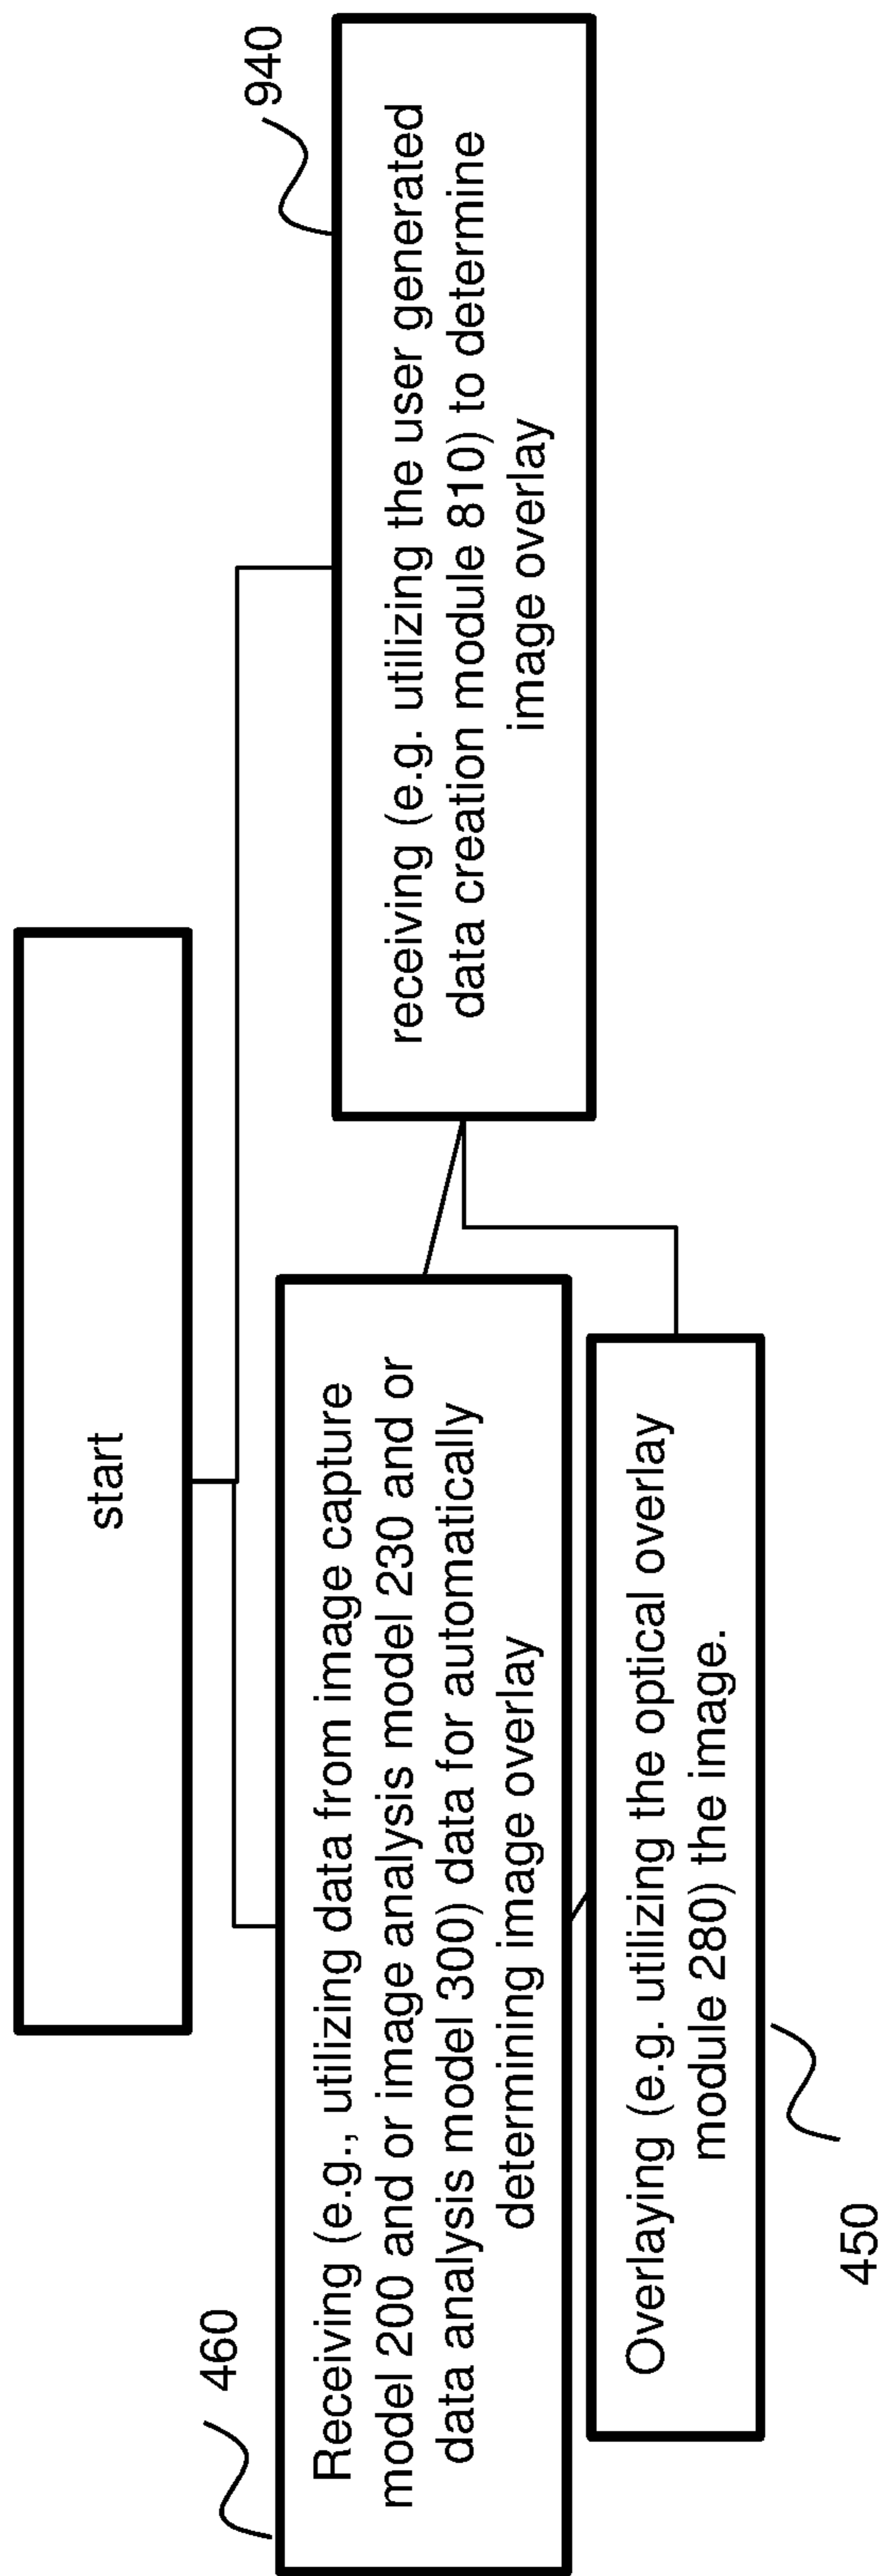 start
460
Receiving (e.g., utilizing data from image capture
model 200 and or image analysis model 230 and or
data analysis model 300) data for automatically
determining image overlay
940
receiving (e.g. utilizing the user generated
data creation module 810) to determine
image overlay
Overlaying (e.g. utilizing the optical overlay
module 280) the image.
450